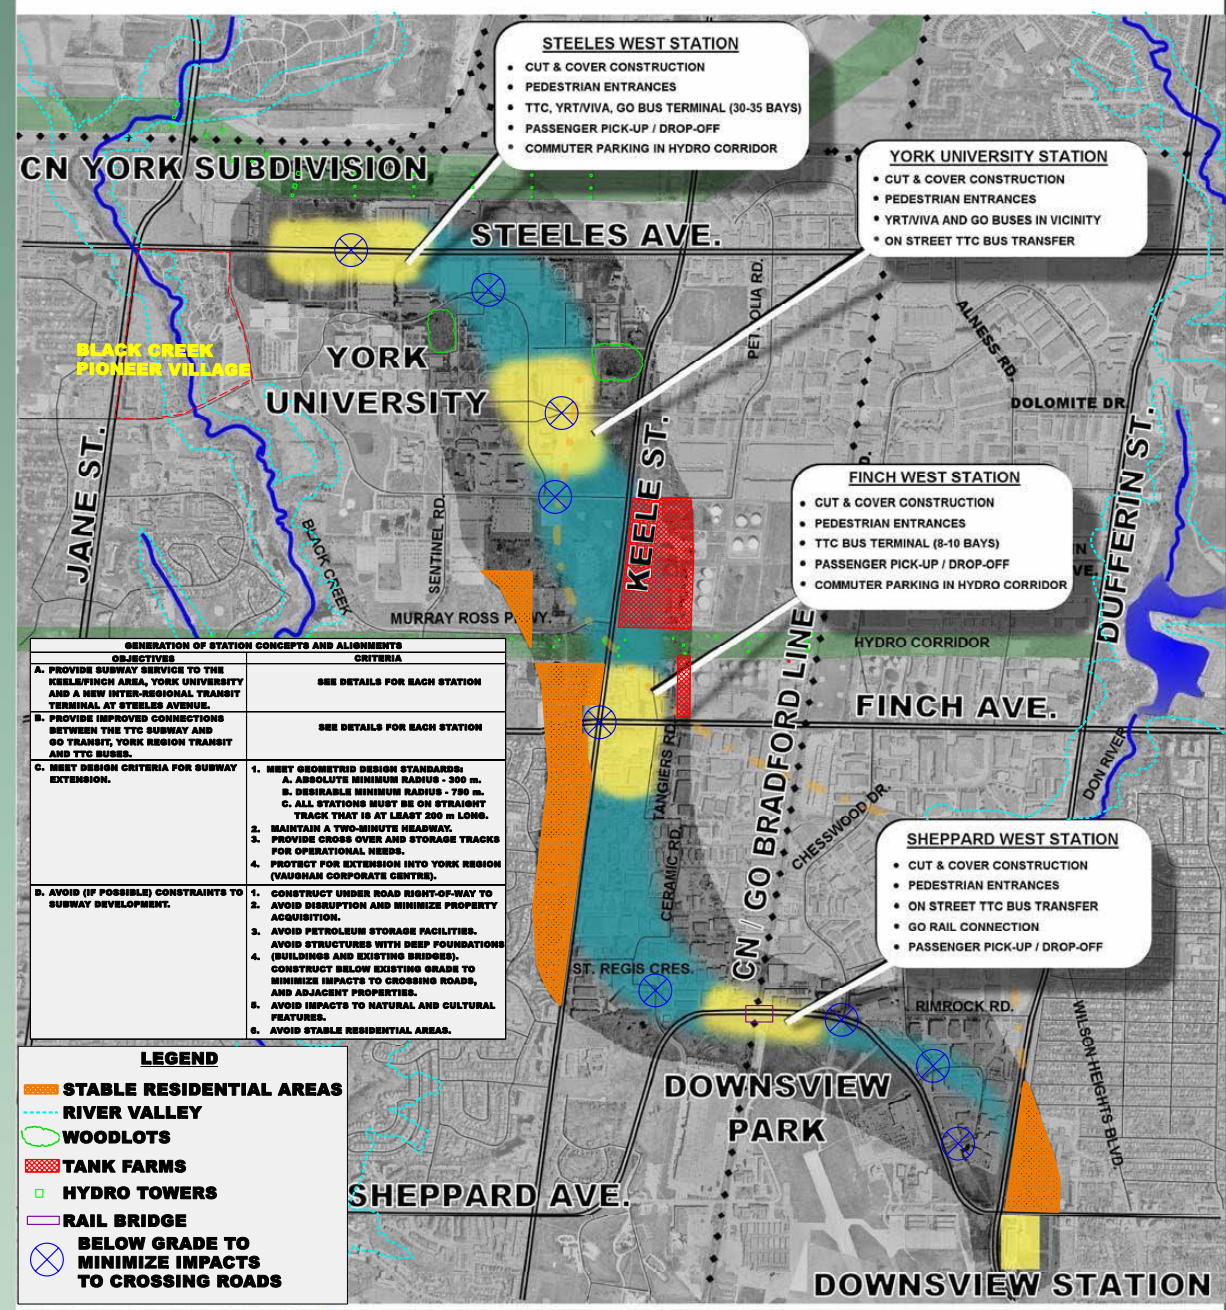 STEELES WEST STATION
• CUT & COVER CONSTRUCTION
• PEDESTRIAN ENTRANCES
• TTC, YRT/VIVA, GO BUS TERMINAL (30-35 BAYS)
• PASSENGER PICK-UP / DROP-OFF
• COMMUTER PARKING IN HYDRO CORRIDOR
YORK UNIVERSITY STATION
• CUT & COVER CONSTRUCTION
• PEDESTRIAN ENTRANCES
• YRT/VIVA AND GO BUSES IN VICINITY
• ON STREET TTC BUS TRANSFER
CN YORK SUBDIVISION
STEELES AVE.
BLACK CREEK
PIONEER VILLAGE
YORK
UNIVERSITY
ALNESS RD.
DOLOMITE DR.
JANE ST.
KEELE ST.
DUFFERIN ST.
FINCH WEST STATION
• CUT & COVER CONSTRUCTION
• PEDESTRIAN ENTRANCES
• TTC BUS TERMINAL (8-10 BAYS)
• PASSENGER PICK-UP / DROP-OFF
• COMMUTER PARKING IN HYDRO CORRIDOR
SENTINEL RD.
BLACK CREEK
MURRAY ROSS P WY.
HYDRO CORRIDOR
FINCH AVE.
GENERATION OF STATION CONCEPTS AND ALIGNMENTS
OBJECTIVES CRITERIA
A. PROVIDE SUBWAY SERVICE TO THE
KEELE/FINCH AREA, YORK UNIVERSITY
AND A NEW INTER-REGIONAL TRANSIT
TERMINAL AT STEELES AVENUE.
SEE DETAILS FOR EACH STATION
B. PROVIDE IMPROVED CONNECTIONS
BETWEEN THE TTC SUBWAY AND
GO TRANSIT, YORK REGION TRANSIT
AND TTC BUSES.
SEE DETAILS FOR EACH STATION
C. MEET DESIGN CRITERIA FOR SUBWAY
EXTENSION.
1. MEET GEOMETRID DESIGN STANDARDS:
A. ABSOLUTE MINIMUM RADIUS - 300 m.
B. DESIRABLE MINIMUM RADIUS - 750 m.
C. ALL STATIONS MUST BE ON STRAIGHT
TRACK THAT IS AT LEAST 200 m LONG.
2. MAINTAIN A TWO-MINUTE HEADWAY.
3. PROVIDE CROSS OVER AND STORAGE TRACKS
FOR OPERATIONAL NEEDS.
4. PROTECT FOR EXTENSION INTO YORK REGION
(VAUGHAN CORPORATE CENTRE).
D. AVOID (IF POSSIBLE) CONSTRAINTS TO
SUBWAY DEVELOPMENT.
1. CONSTRUCT UNDER ROAD RIGHT-OF-WAY TO
2. AVOID DISRUPTION AND MINIMIZE PROPERTY
ACQUISITION.
3. AVOID PETROLEUM STORAGE FACILITIES.
AVOID STRUCTURES WITH DEEP FOUNDATIONS
4. (BUILDINGS AND EXISTING BRIDGES).
CONSTRUCT BELOW EXISTING GRADE TO
MINIMIZE IMPACTS TO CROSSING ROADS,
AND ADJACENT PROPERTIES.
5. AVOID IMPACTS TO NATURAL AND CULTURAL
FEATURES.
6. AVOID STABLE RESIDENTIAL AREAS.
TANGIERS RD.
CERAMIC RD.
CN / GO BRADFORD LINE
CHESSWOOD DR.
DON RIVER
SHEPPARD WEST STATION
• CUT & COVER CONSTRUCTION
• PEDESTRIAN ENTRANCES
• ON STREET TTC BUS TRANSFER
• GO RAIL CONNECTION
• PASSENGER PICK-UP / DROP-OFF
ST. REGIS CRES.
RIMROCK RD.
WILSON HEIGHTS BLVD.
DOWNSVIEW
PARK
SHEPPARD AVE.
DOWNSVIEW STATION
LEGEND
STABLE RESIDENTIAL AREAS
RIVER VALLEY
WOODLOTS
TANK FARMS
HYDRO TOWERS
RAIL BRIDGE
BELOW GRADE TO
MINIMIZE IMPACTS
TO CROSSING ROADS